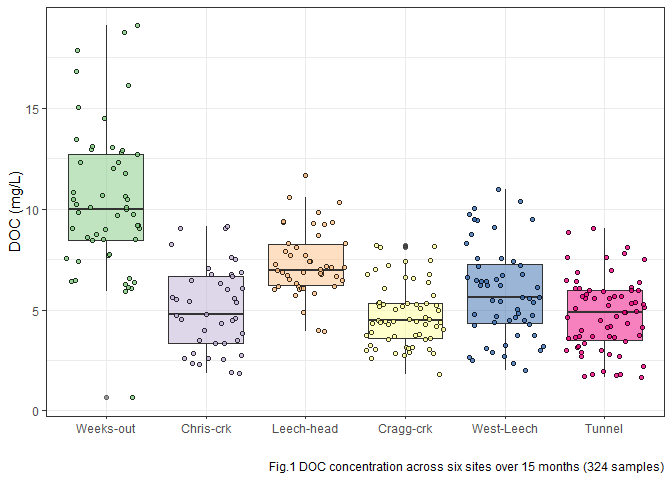 DOC (mg/L)
15
10
5
0
Weeks-out Chris-crk Leech-head Cragg-crk West-Leech Tunnel
Fig.1 DOC concentration across six sites over 15 months (324 samples)